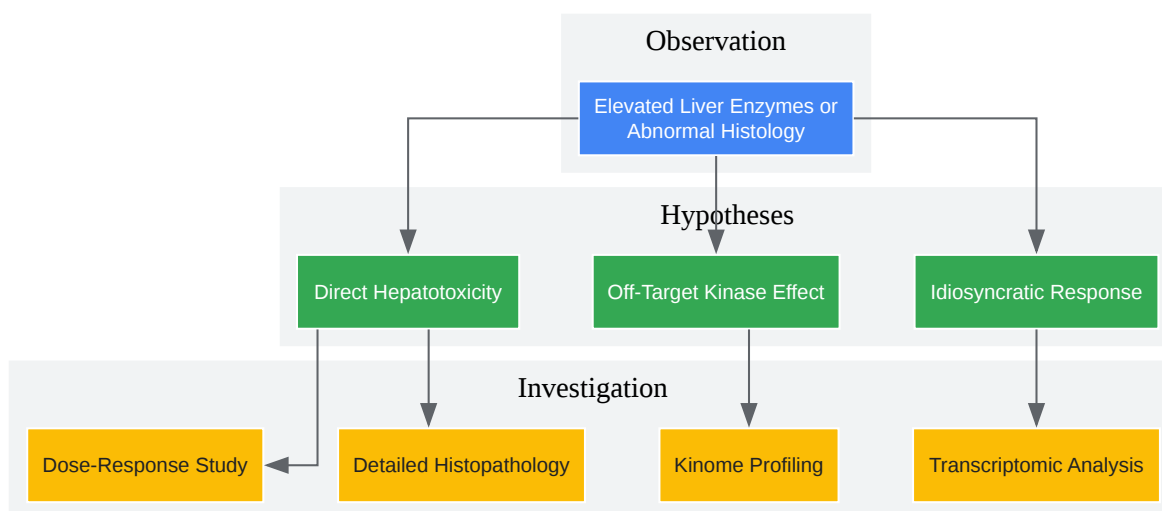 Observation
Elevated Liver Enzymes or
Abnormal Histology
Hypotheses
Direct Hepatotoxicity
Off-Target Kinase Effect
Idiosyncratic Response
Investigation
Dose-Response Study
Detailed Histopathology
Kinome Profiling
Transcriptomic Analysis